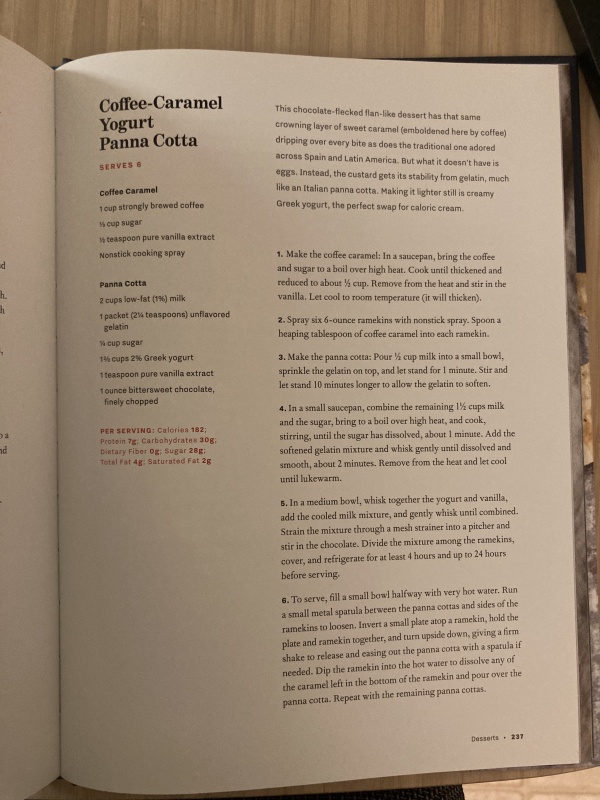 Coffee-Caramel
Yogurt
Panna Cotta
SERVES 6
Coffee Caramel
1 cup strongly brewed coffee
cup sugar
½ teaspoon pure vanilla extract
Nonstick cooking spray
Panna Cotta
2 cups low-fat (1%) milk
1 packet (2¼ teaspoons) unflavored
gelatin
¼ cup sugar
1⅔ cups 2% Greek yogurt
1 teaspoon pure vanilla extract
1 ounce bittersweet chocolate,
finely chopped
PER SERVING: Calories 182;
Protein 7g; Carbohydrates 30g;
Dietary Fiber 0g; Sugar 28g;
Total Fat 4g; Saturated Fat 2g
This chocolate-flecked flan-like dessert has that same
crowning layer of sweet caramel (emboldened here by coffee)
dripping over every bite as does the traditional one adored
across Spain and Latin America. But what it doesn't have is
eggs. Instead, the custard gets its stability from gelatin, much
like an Italian panna cotta. Making it lighter still is creamy
Greek yogurt, the perfect swap for caloric cream.
1. Make the coffee caramel: In a saucepan, bring the coffee
and sugar to a boil over high heat. Cook until thickened and
reduced to about ½ cup. Remove from the heat and stir in the
vanilla. Let cool to room temperature (it will thicken).
2. Spray six 6-ounce ramekins with nonstick spray. Spoon a
heaping tablespoon of coffee caramel into each ramekin.
3. Make the panna cotta: Pour ½ cup milk into a small bowl,
sprinkle the gelatin on top, and let stand for 1 minute. Stir and
let stand 10 minutes longer to allow the gelatin to soften.
4. In a small saucepan, combine the remaining 1½ cups milk
and the sugar, bring to a boil over high heat, and cook,
stirring, until the sugar has dissolved, about 1 minute. Add the
softened gelatin mixture and whisk gently until dissolved and
smooth, about 2 minutes. Remove from the heat and let cool
until lukewarm.
5. In a medium bowl, whisk together the yogurt and vanilla,
add the cooled milk mixture, and gently whisk until combined.
Strain the mixture through a mesh strainer into a pitcher and
stir in the chocolate. Divide the mixture among the ramekins,
cover, and refrigerate for at least 4 hours and up to 24 hours
before serving.
6. To serve, fill a small bowl halfway with very hot water. Run
a small metal spatula between the panna cottas and sides of the
ramekins to loosen. Invert a small plate atop a ramekin, hold the
plate and ramekin together, and turn upside down, giving a firm
shake to release and easing out the panna cotta with a spatula if
needed. Dip the ramekin into the hot water to dissolve any of
the caramel left in the bottom of the ramekin and pour over the
panna cotta. Repeat with the remaining panna cottas.
Desserts • 237